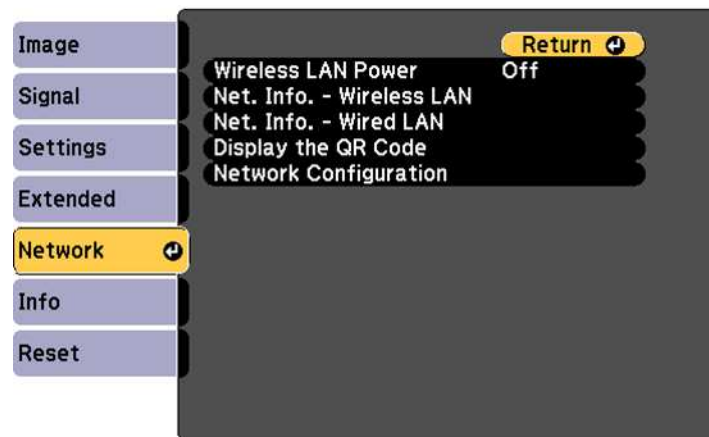 Image
Signal
Settings
Extended
Network
Info
Reset
Return
Wireless LAN Power Off
Net. Info. - Wireless LAN
Net. Info. - Wired LAN
Display the QR Code
Network Configuration